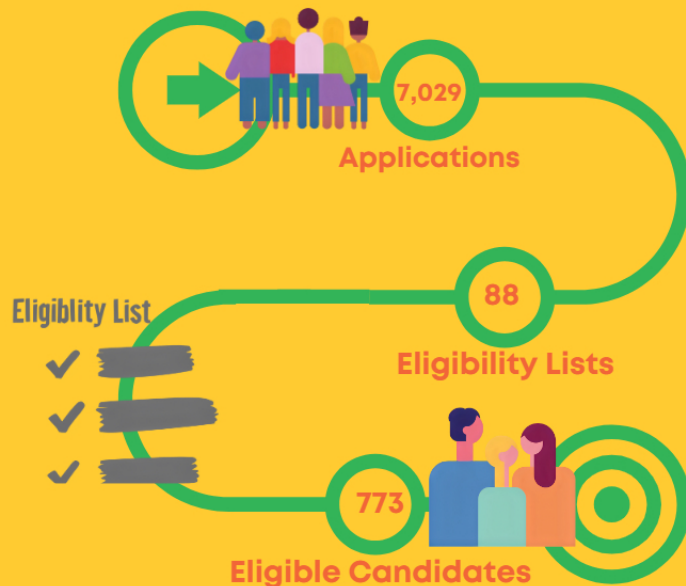 7,029
Applications
88
Eligibility Lists
Eligiblity List
773
Eligible Candidates